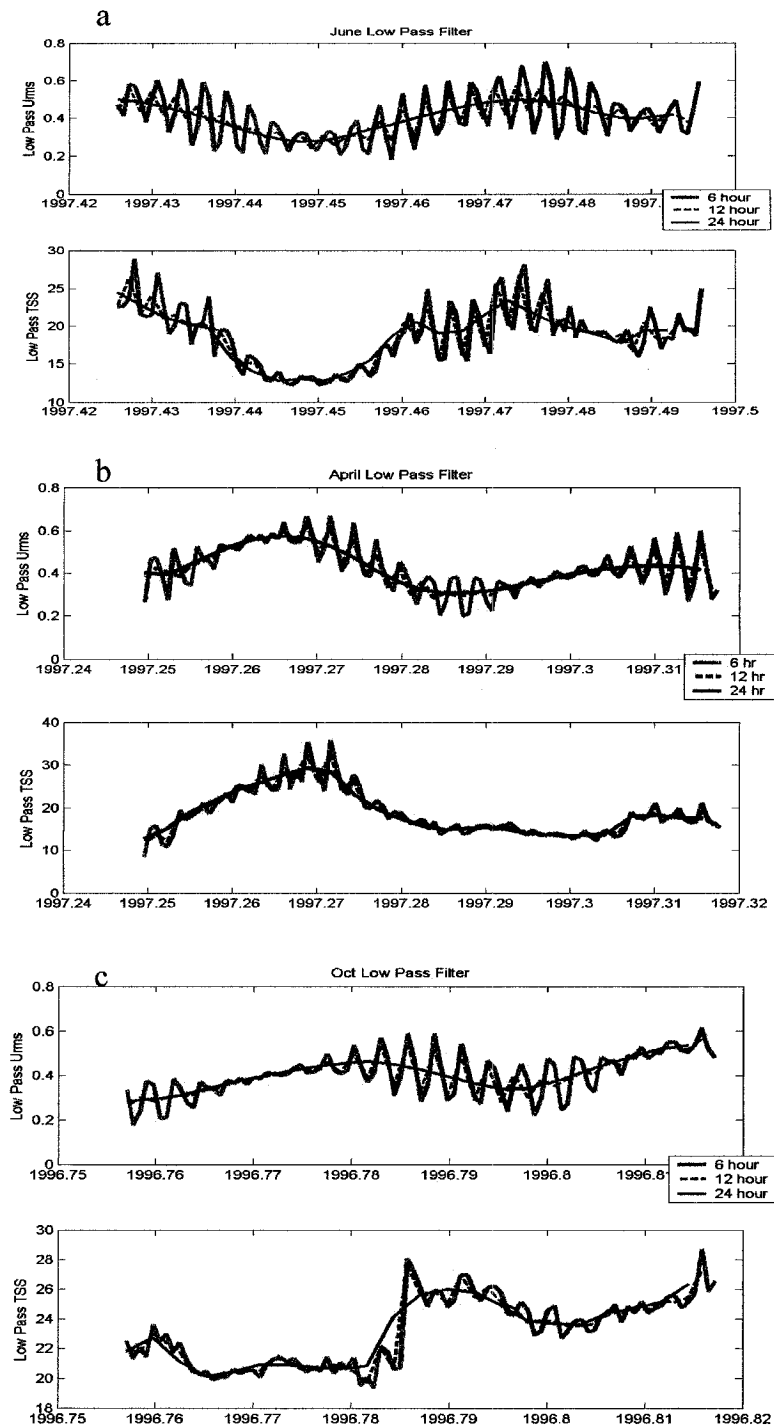 a
June Low Pass Filter
Low Pass Urms
0.8
0.6
0.4
0.2
0
1997.42 1997.43 1997.44 1997.45 1997.46 1997.47 1997.48 1997.
6 hour
12 hour
24 hour
Low Pass TSS
30
25
20
15
10
1997.42 1997.43 1997.44 1997.45 1997.46 1997.47 1997.48 1997.49 1997.5
b
April Low Pass Filter
Low Pass Urms
0.8
0.6
0.4
0.2
0
1997.24 1997.25 1997.26 1997.27 1997.28 1997.29 1997.3 1997.31
6 hr
12 hr
24 hr
Low Pass TSS
40
30
20
10
0
1997.24 1997.25 1997.26 1997.27 1997.28 1997.29 1997.3 1997.31 1997.32
c
Oct Low Pass Filter
Low Pass Urms
0.8
0.6
0.4
0.2
0
1996.75 1996.76 1996.77 1996.78 1996.79 1996.8 1996.81
6 hour
12 hour
24 hour
Low Pass TSS
30
28
26
24
22
20
18
1996.75 1996.76 1996.77 1996.78 1996.79 1996.8 1996.81 1996.82